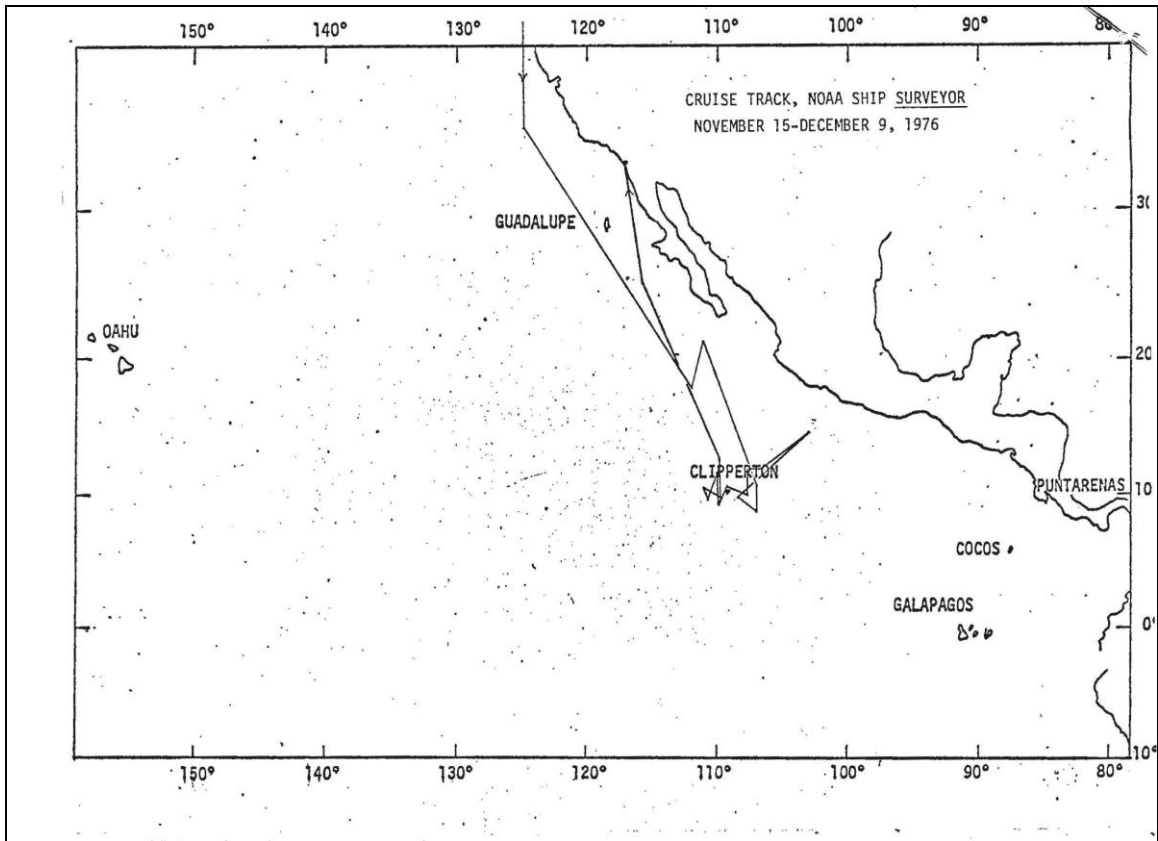 150° 140° 130° 120° 110° 100° 90° 80°
CRUISE TRACK, NOAA SHIP SURVEYOR
NOVEMBER 15-DECEMBER 9, 1976
30
GUADALUPE
OAHU
20
CLIPPERTON
PUNTARENAS
10
COCOS
GALAPAGOS
0°
10°
150° 140° 130° 120° 110° 100° 90° 80°